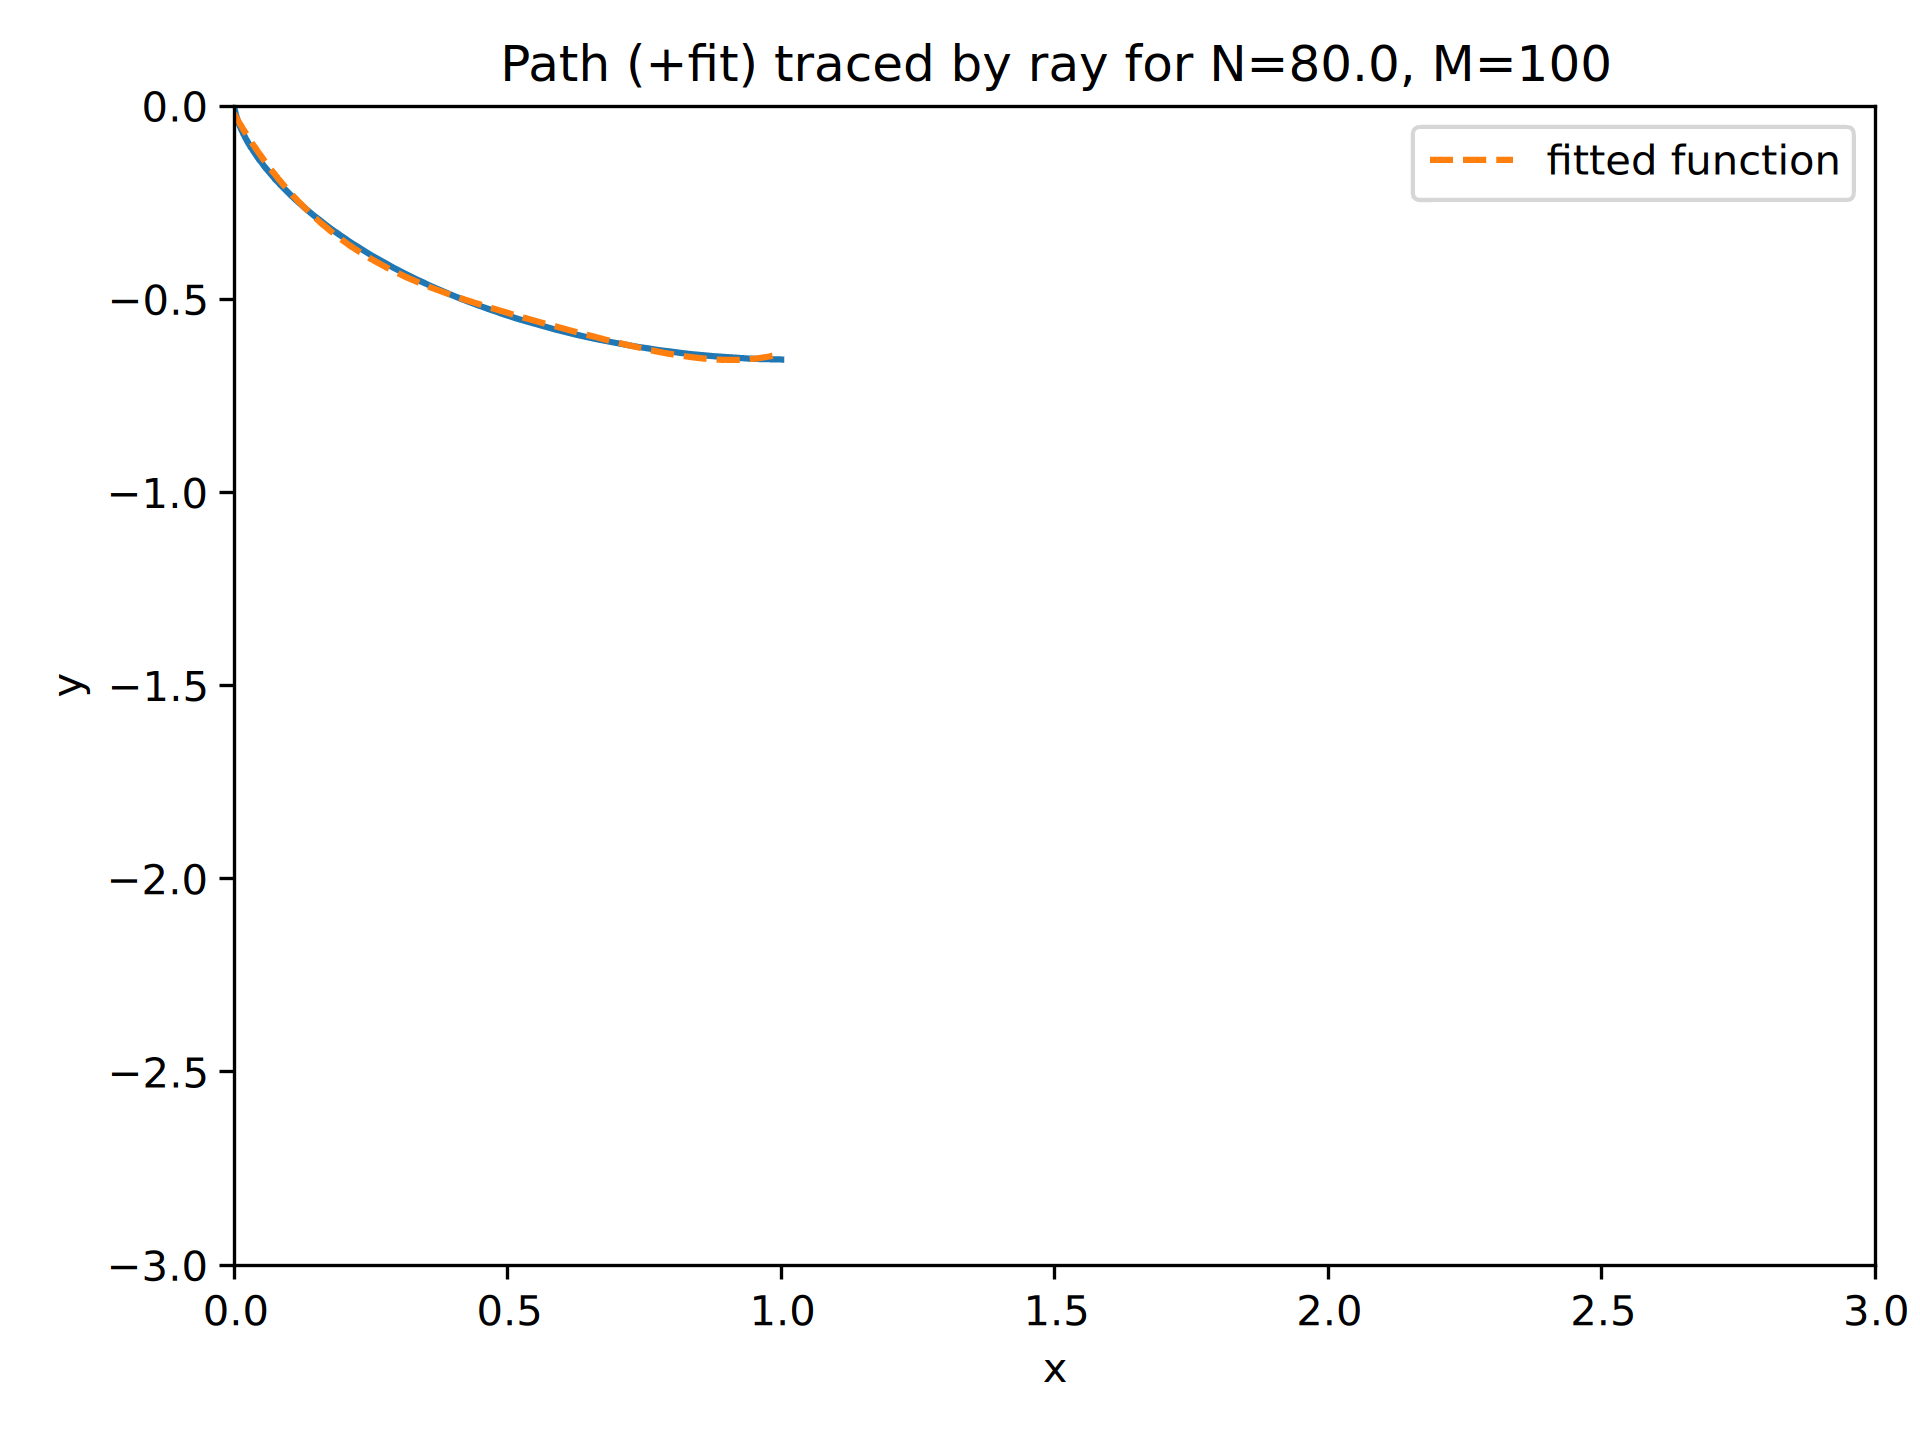 Path (+fit) traced by ray for N=80.0, M=100
fitted function
0.0
−0.5
−1.0
−1.5
−2.0
−2.5
−3.0
y
0.0 0.5 1.0 1.5 2.0 2.5 3.0
x